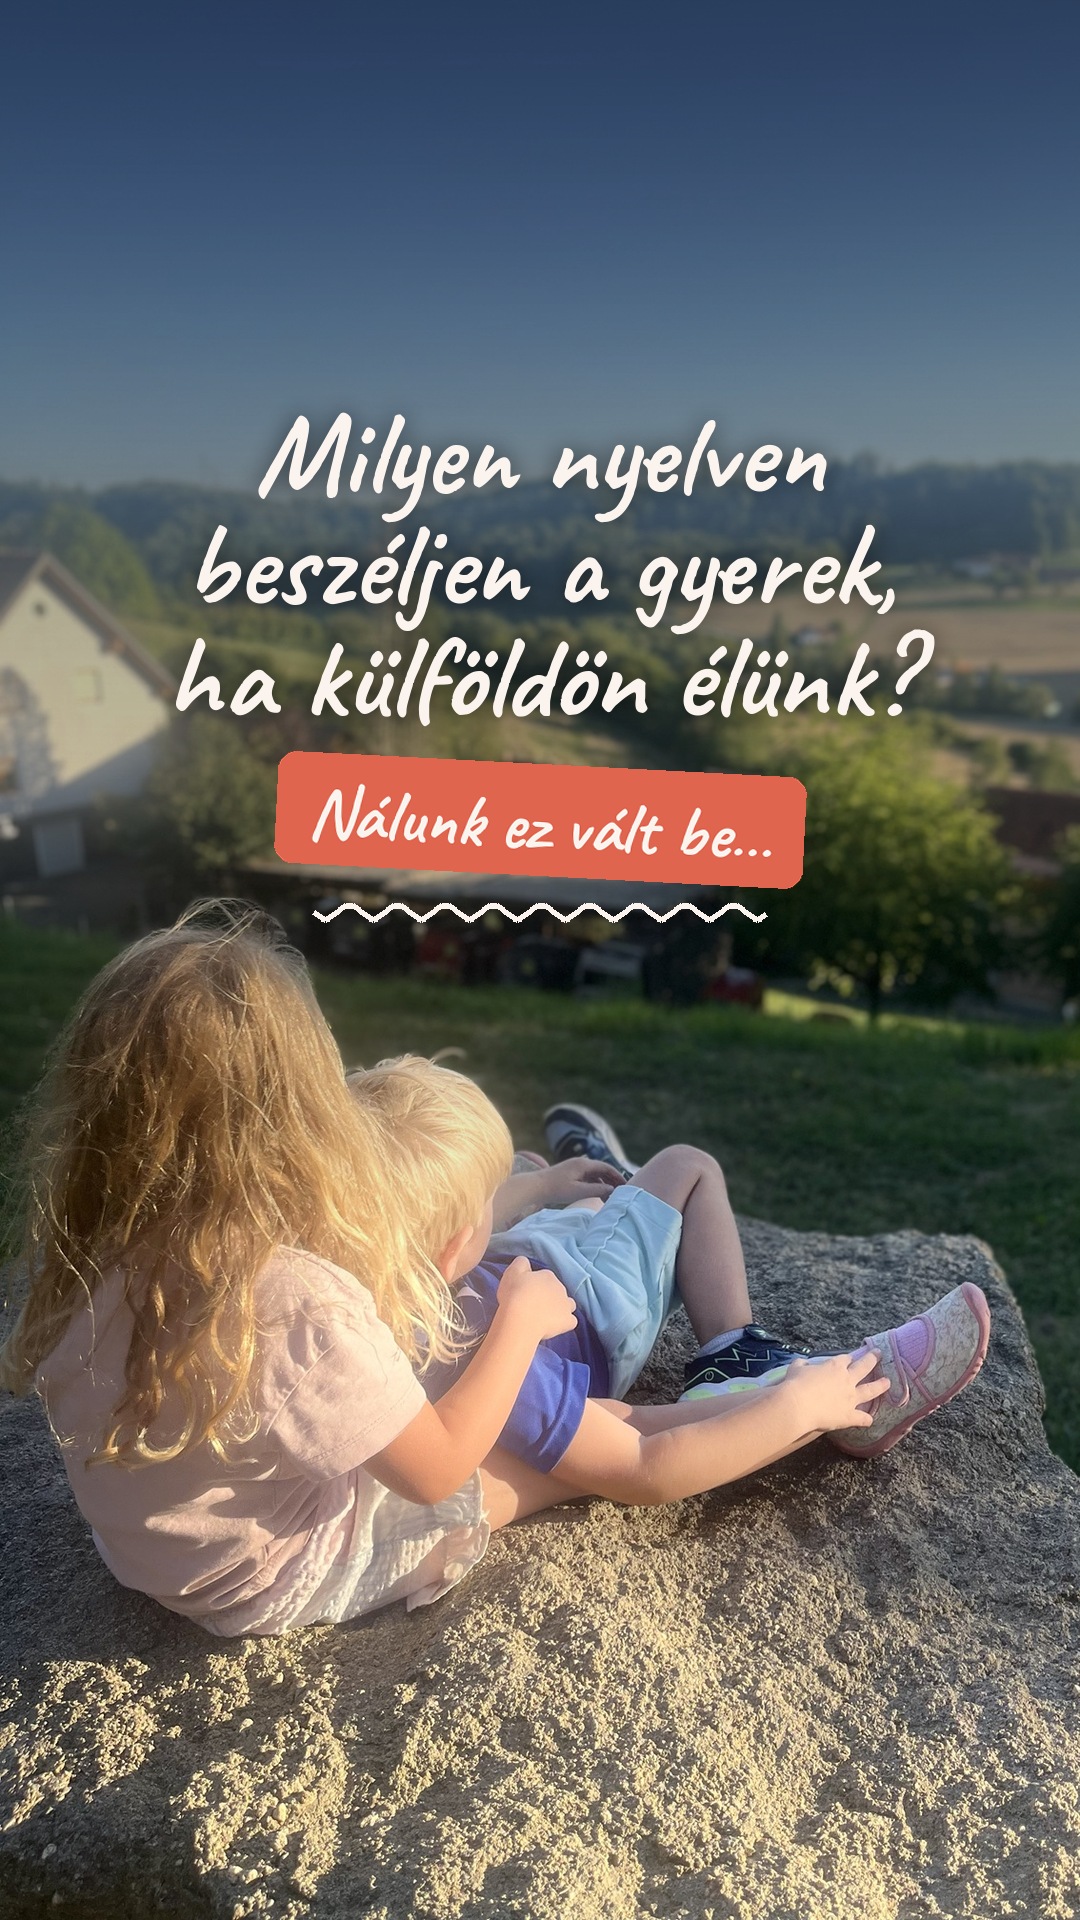 Milyen nyelven
beszéljen a gyerek,
ha külföldön élünk?
Nálunk ez vált be...